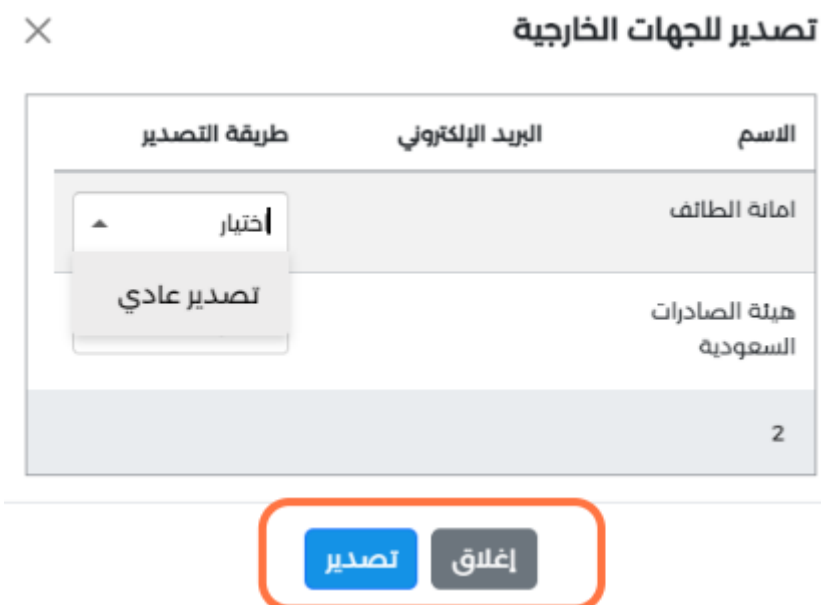 تصدير للجهات الخارجية
الاسم البريد الإلكتروني طريقة التصدير
امانة الطائف
اختيار
تصدير عادي
هيئة الصادرات
السعودية
2
إغلاق تصدير